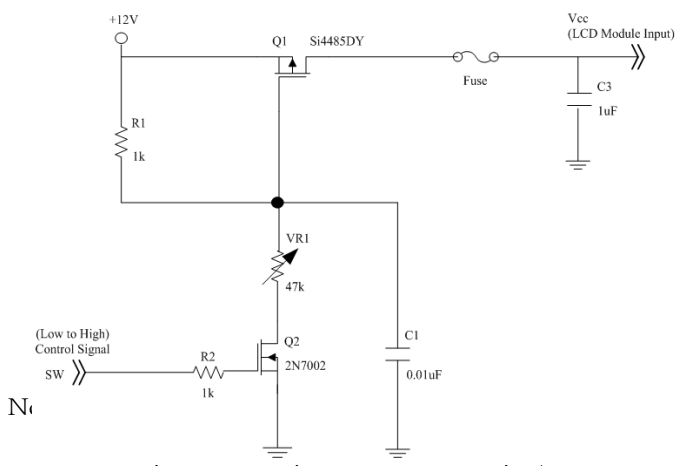 +12V
Q1
Si4485DY
Vcc
(LCD Module Input)
Fuse
C3
1uF
R1
1k
VR1
47k
(Low to High)
Control Signal
SW
R2
1k
Q2
2N7002
C1
0.01uF